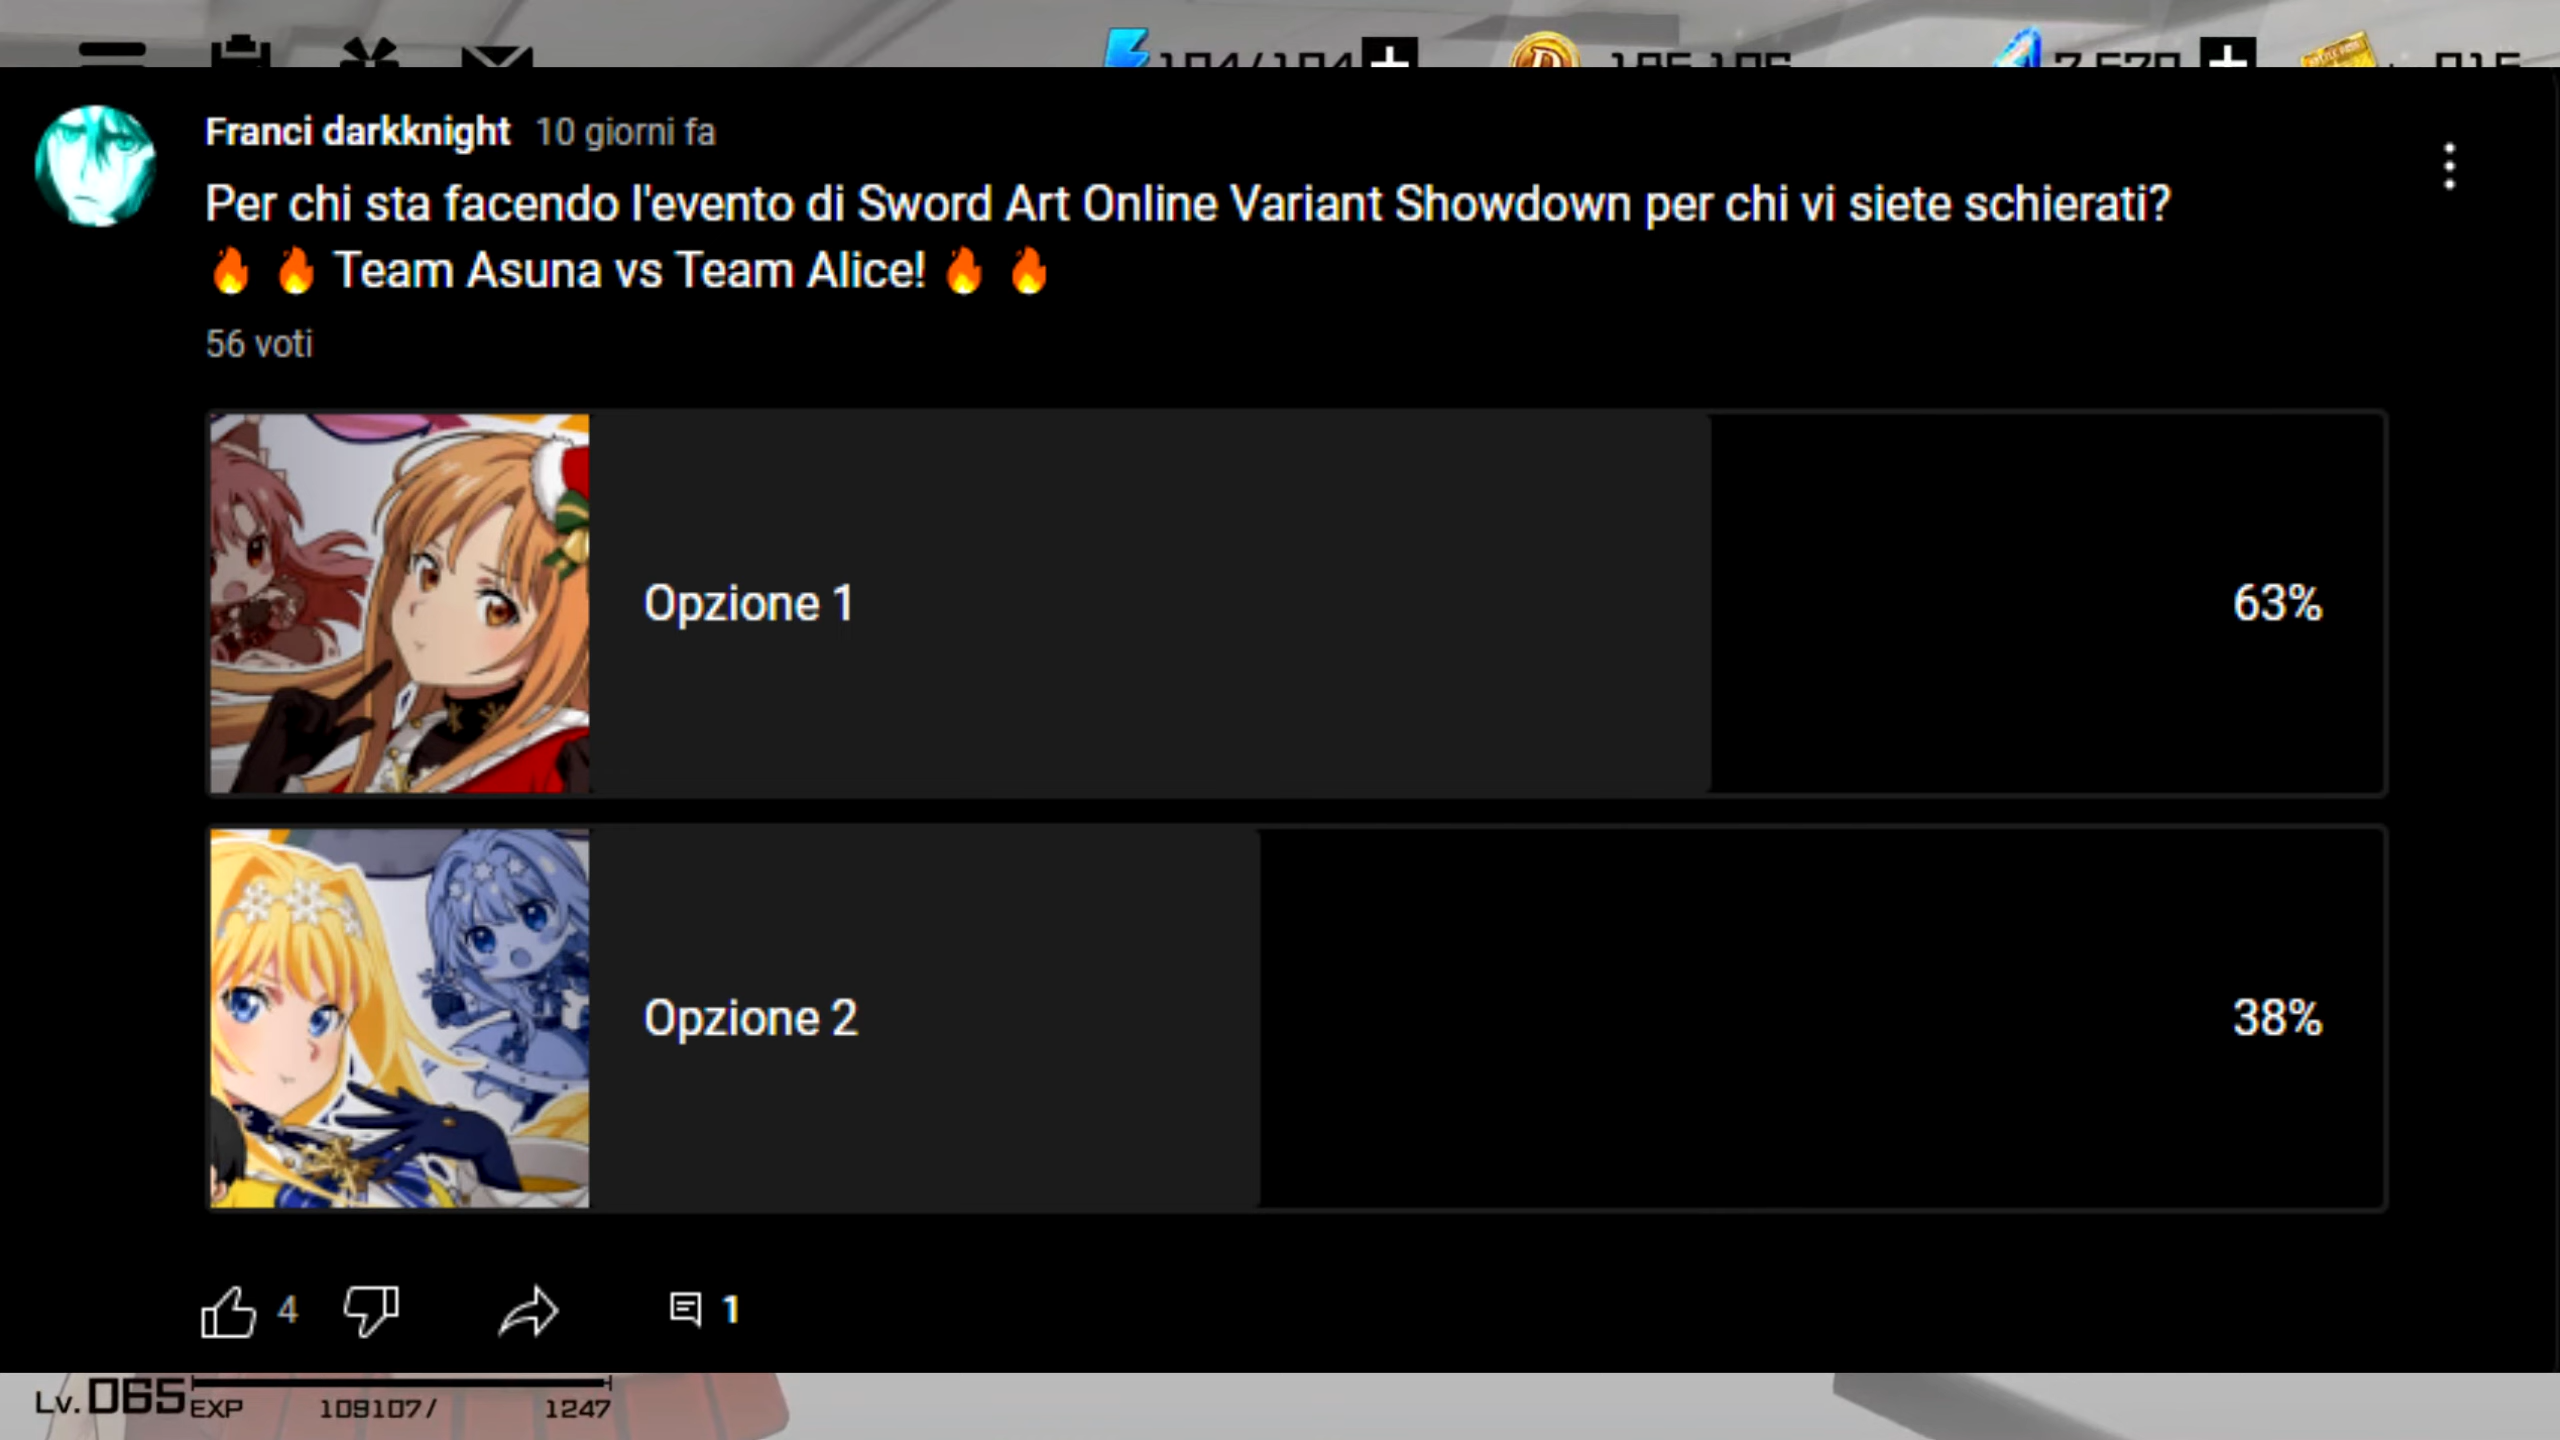 Franci darkknight 10 giorni fa
Per chi sta facendo l'evento di Sword Art Online Variant Showdown per chi vi siete schierati?
🔥 🔥 Team Asuna vs Team Alice! 🔥 🔥
56 voti
Opzione 1
63%
Opzione 2
38%
4
1
Lv. 065 EXP 109107/ 1247